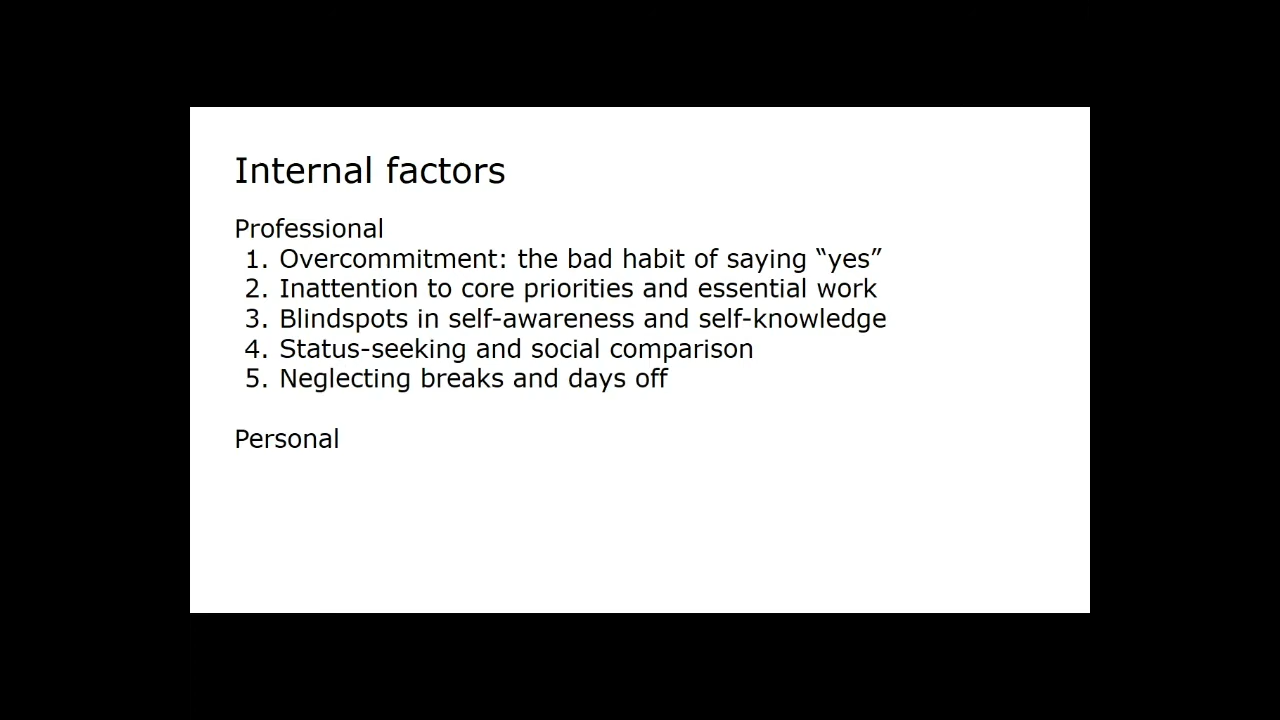 Internal factors
Professional
1. Overcommitment: the bad habit of saying “yes”
2. Inattention to core priorities and essential work
3. Blindspots in self-awareness and self-knowledge
4. Status-seeking and social comparison
5. Neglecting breaks and days off
Personal